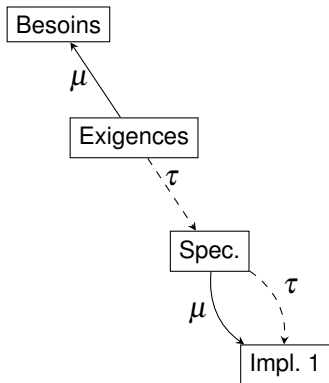 Besoins
μ
Exigences
τ
Spec.
μ
τ
Impl. 1